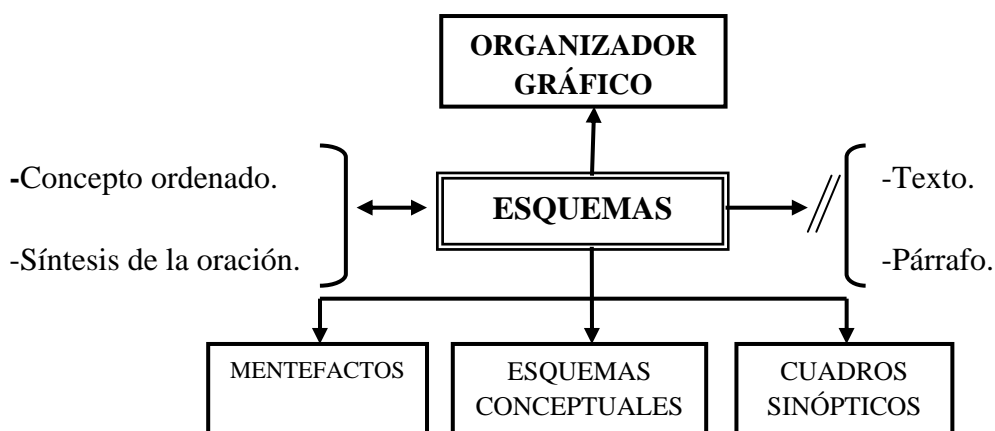 ORGANIZADOR
GRÁFICO
-Concepto ordenado.
-Síntesis de la oración.
ESQUEMAS
-Texto.
-Párrafo.
MENTEFACTOS
ESQUEMAS
CONCEPTUALES
CUADROS
SINÓPTICOS